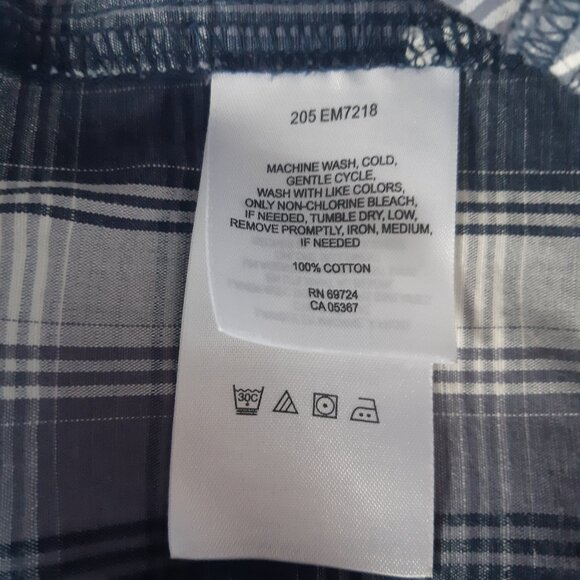 205 EM7218
MACHINE WASH, COLD,
GENTLE CYCLE,
WASH WITH LIKE COLORS,
ONLY NON-CHLORINE BLEACH,
IF NEEDED, TUMBLE DRY, LOW,
REMOVE PROMPTLY, IRON, MEDIUM,
IF NEEDED
100% COTTON
RN 69724
CA 05367
30C